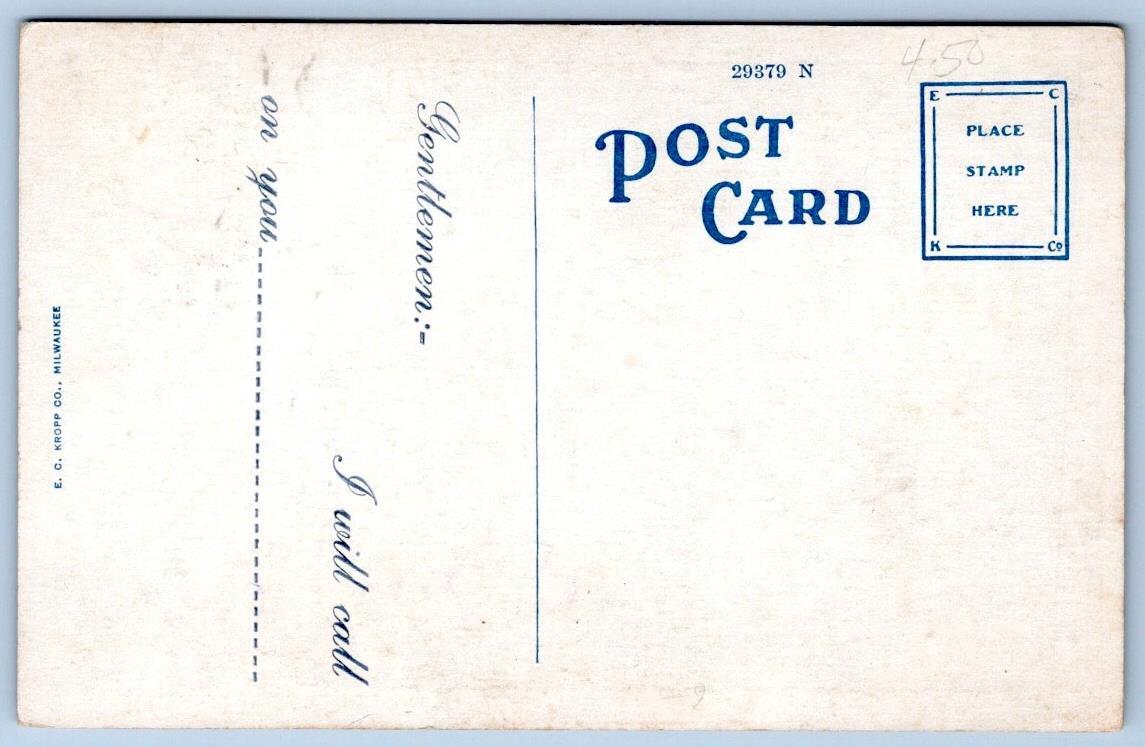 29379 N
4.50
POST
CARD
E C
PLACE
STAMP
HERE
K Co
Gentlemen:-
I will call
on you
E. C. KROPP CO., MILWAUKEE